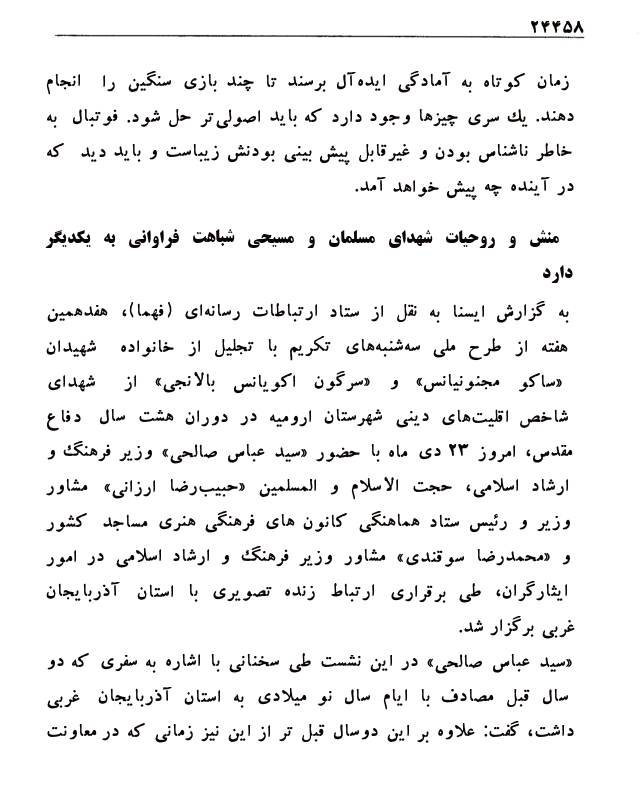 ۲۴۴۵۸
زمان کوتاه به آمادگی ایده‌آل برسند تا چند بازی سنگین را انجام
دهند. یك سری چیزها وجود دارد که باید اصولی‌تر حل شود. فوتبال به
خاطر ناشناس بودن و غیرقابل پیش بینی بودنش زیباست و باید دید که
در آینده چه پیش خواهد آمد.
منش و روحیات شهدای مسلمان و مسیحی شباهت فراوانی به یکدیگر
دارد
به گزارش ایسنا به نقل از ستاد ارتباطات رسانه‌ای (فهما)، هفدهمین
هفته از طرح ملی سه‌شنبه‌های تکریم با تجلیل از خانواده شهیدان
«ساکو مجنونیانس» و «سرگون اکوپانس بالانجی» از شهدای
شاخص اقلیت‌های دینی شهرستان ارومیه در دوران هشت سال دفاع
مقدس، امروز ۲۳ دی ماه با حضور «سید عباس صالحی» وزیر فرهنگ و
ارشاد اسلامی، حجت الاسلام و المسلمین «حبیب‌رضا ارزانی» مشاور
وزیر و رئیس ستاد هماهنگی کانون های فرهنگی هنری مساجد کشور
و «محمدرضا سوقندی» مشاور وزیر فرهنگ و ارشاد اسلامی در امور
ایثارگران، طی برقراری ارتباط زنده تصویری با استان آذربایجان
غربی برگزار شد.
«سید عباس صالحی» در این نشست طی سخنانی با اشاره به سفری که دو
سال قبل مصادف با ایام سال نو میلادی به استان آذربایجان غربی
داشت، گفت: علاوه بر این دوسال قبل تر از این نیز زمانی که در معاونت